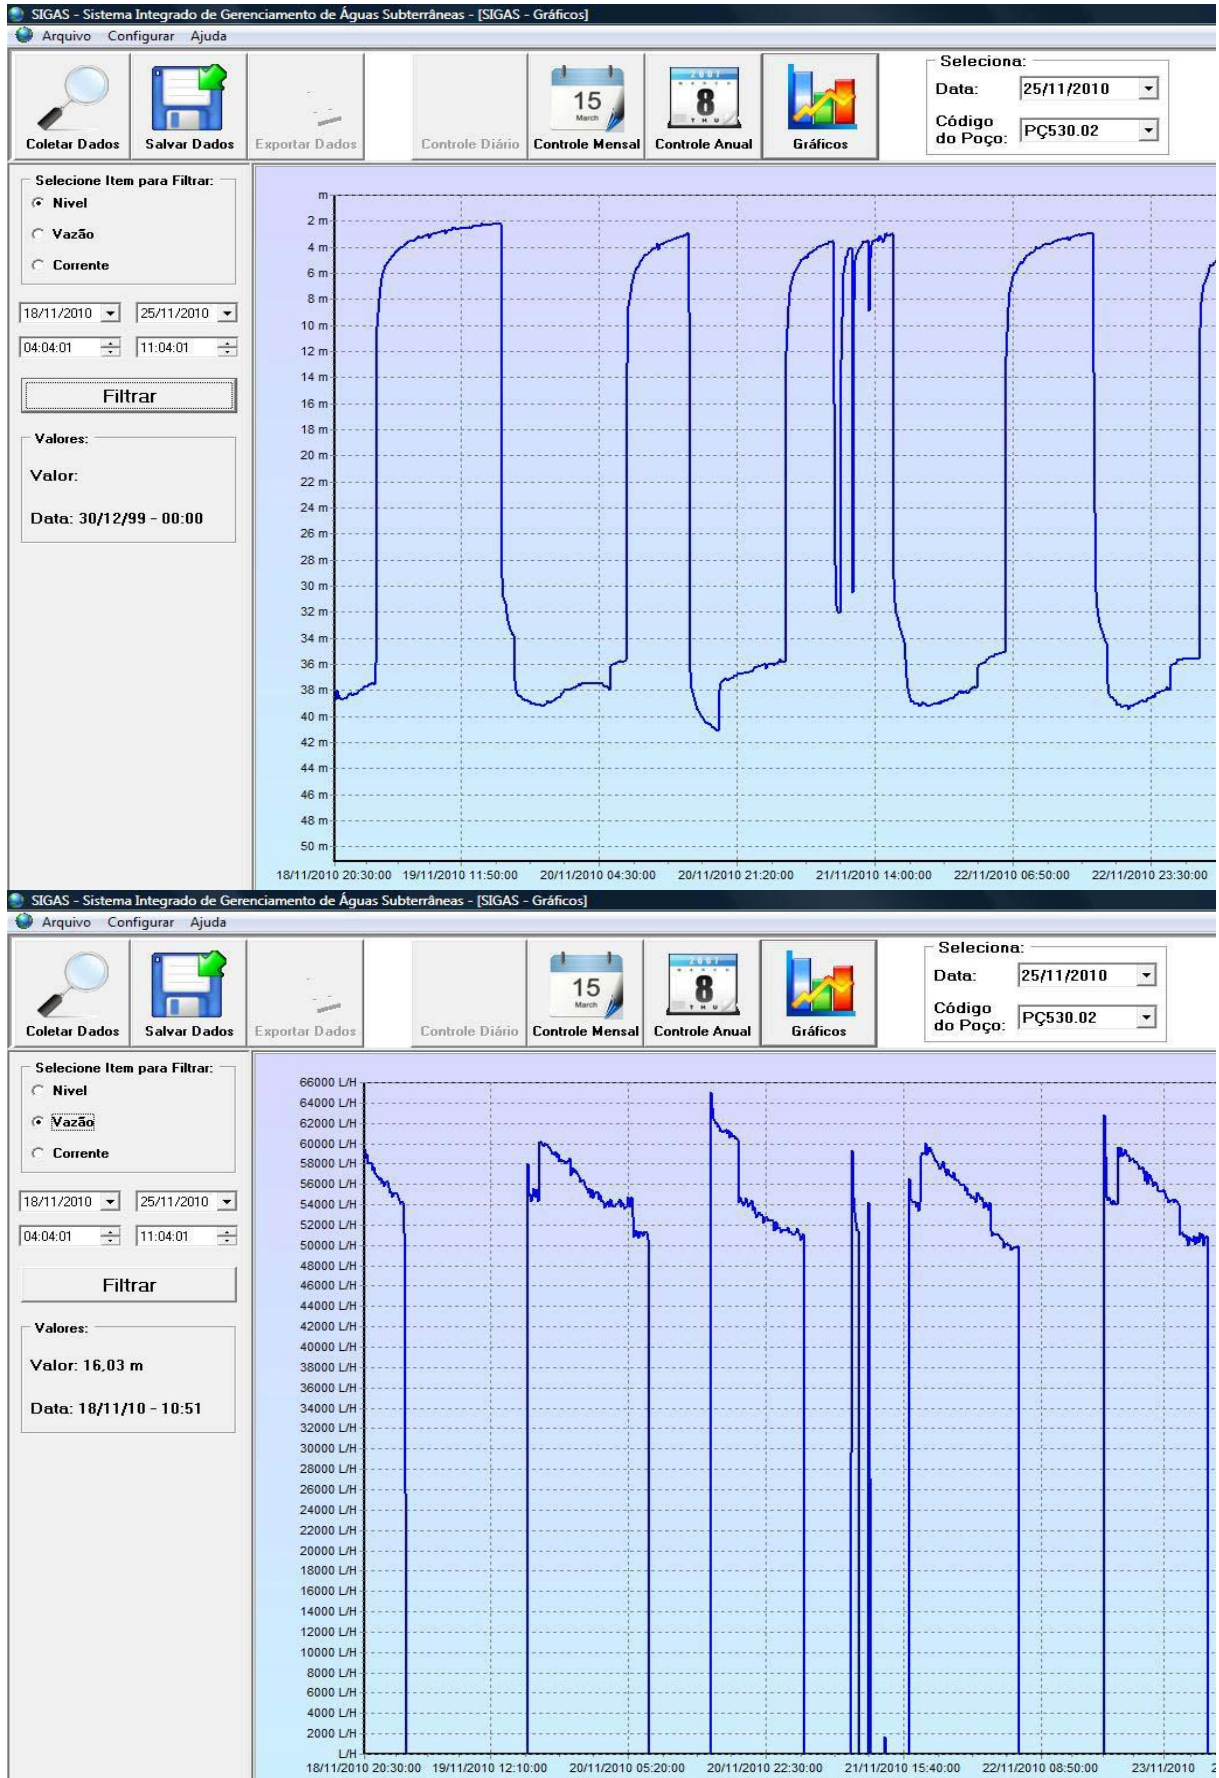 SIGAS - Sistema Integrado de Gerenciamento de Águas Subterrâneas - [SIGAS - Gráficos]
Arquivo Configurar Ajuda
Coletar Dados Salvar Dados Exportar Dados Controle Diário Controle Mensal Controle Anual Gráficos
15
March
2007
8
THU
Seleciona:
Data: 25/11/2010
Código do Poço: PÇ530.02
Selecione Item para Filtrar:
Nivel
Vazão
Corrente
18/11/2010 25/11/2010
04:04:01 11:04:01
Filtrar
Valores:
Valor:
Data: 30/12/99 - 00:00
m
2 m
4 m
6 m
8 m
10 m
12 m
14 m
16 m
18 m
20 m
22 m
24 m
26 m
28 m
30 m
32 m
34 m
36 m
38 m
40 m
42 m
44 m
46 m
48 m
50 m
18/11/2010 20:30:00 19/11/2010 11:50:00 20/11/2010 04:30:00 20/11/2010 21:20:00 21/11/2010 14:00:00 22/11/2010 06:50:00 22/11/2010 23:30:00
SIGAS - Sistema Integrado de Gerenciamento de Águas Subterrâneas - [SIGAS - Gráficos]
Arquivo Configurar Ajuda
Coletar Dados Salvar Dados Exportar Dados Controle Diário Controle Mensal Controle Anual Gráficos
15
March
2007
8
THU
Seleciona:
Data: 25/11/2010
Código do Poço: PÇ530.02
Selecione Item para Filtrar:
Nivel
Vazão
Corrente
18/11/2010 25/11/2010
04:04:01 11:04:01
Filtrar
Valores:
Valor: 16,03 m
Data: 18/11/10 - 10:51
66000 L/H
64000 L/H
62000 L/H
60000 L/H
58000 L/H
56000 L/H
54000 L/H
52000 L/H
50000 L/H
48000 L/H
46000 L/H
44000 L/H
42000 L/H
40000 L/H
38000 L/H
36000 L/H
34000 L/H
32000 L/H
30000 L/H
28000 L/H
26000 L/H
24000 L/H
22000 L/H
20000 L/H
18000 L/H
16000 L/H
14000 L/H
12000 L/H
10000 L/H
8000 L/H
6000 L/H
4000 L/H
2000 L/H
L/H
18/11/2010 20:30:00 19/11/2010 12:10:00 20/11/2010 05:20:00 20/11/2010 22:30:00 21/11/2010 15:40:00 22/11/2010 08:50:00 23/11/2010 2